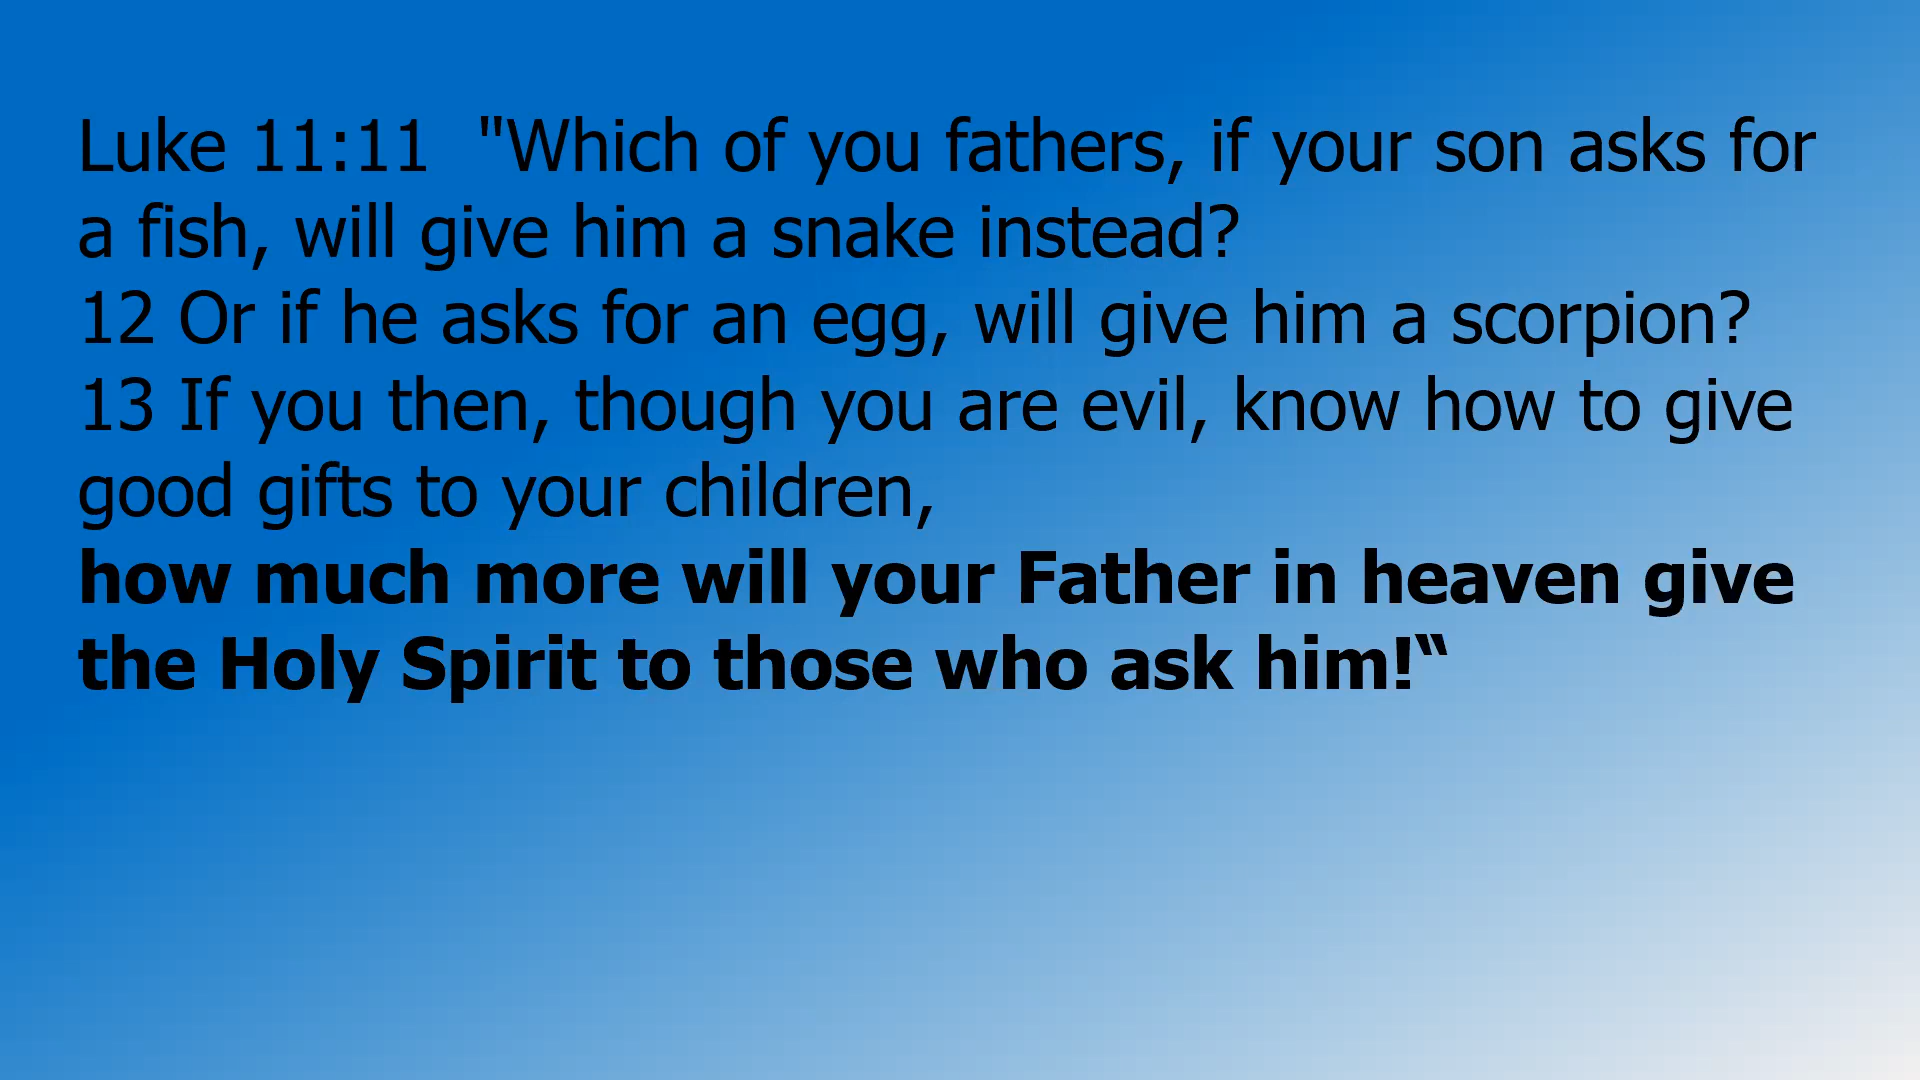 Luke 11:11  "Which of you fathers, if your son asks for
a fish, will give him a snake instead?
12 Or if he asks for an egg, will give him a scorpion?
13 If you then, though you are evil, know how to give
good gifts to your children,
how much more will your Father in heaven give
the Holy Spirit to those who ask him!“